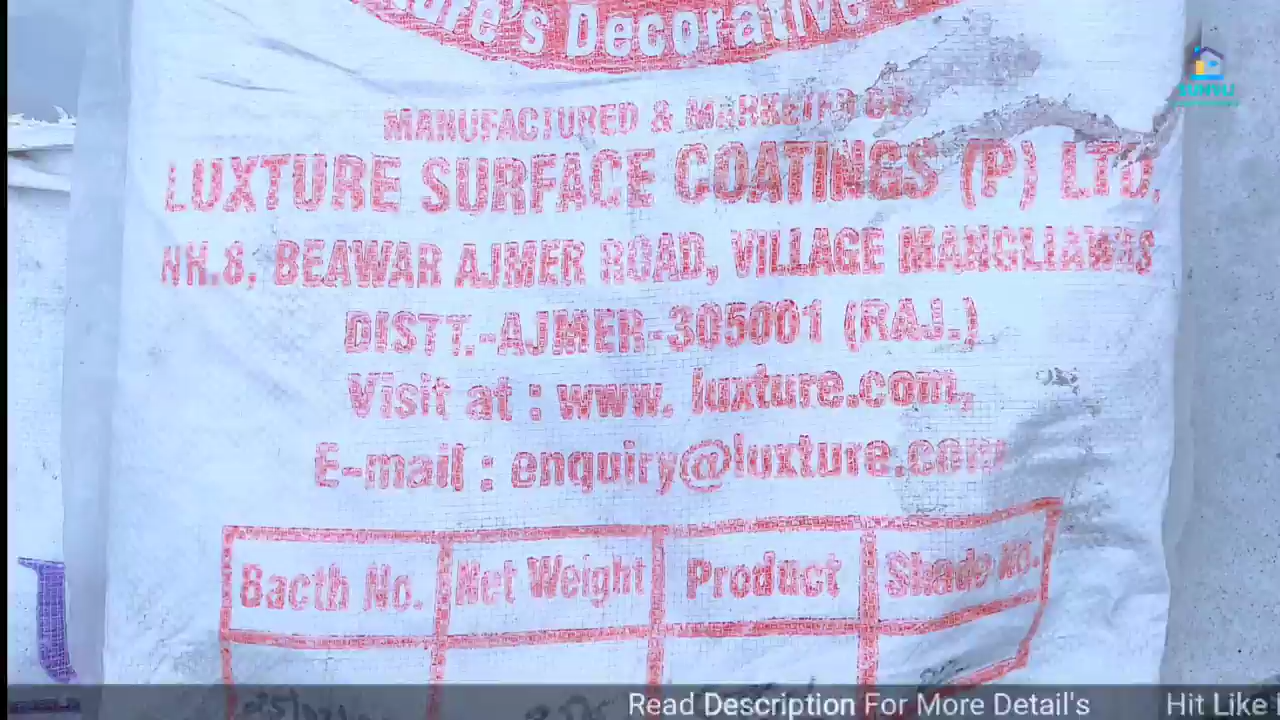 ure's Decorative
MANUFACTURED & MARKETED BY
LUXTURE SURFACE COATINGS (P) LTD.
NH.8, BEAWAR AJMER ROAD, VILLAGE MANGLIAWAS
DISTT.-AJMER-305001 (RAJ.)
Visit at : www. luxture.com,
E-mail : enquiry@luxture.com
Bacth No. Net Weight Product Shade No.
Read Description For More Detail's Hit Like